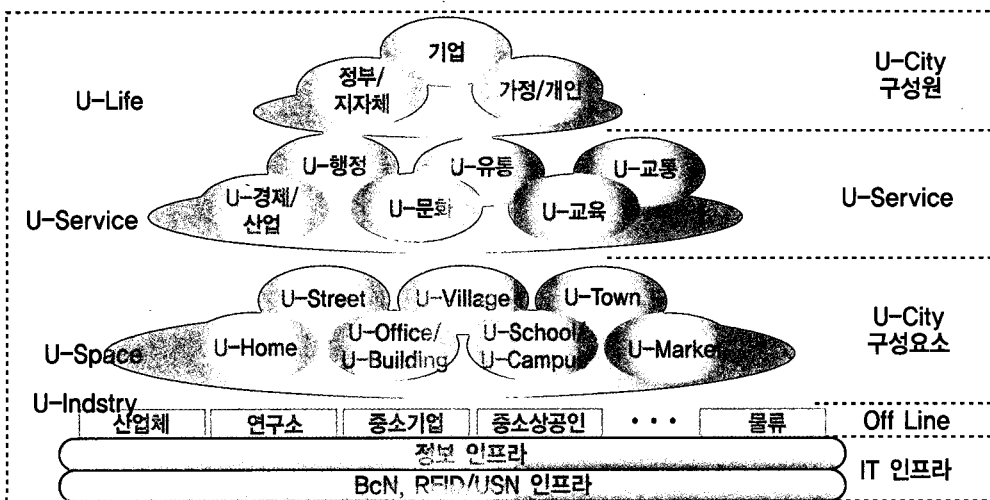 기업
U-City
구성원
정부/
지자체
가정/개인
U-Life
U-행정
U-유통
U-교통
U-경제/
산업
U-문화
U-교육
U-Service
U-Service
U-Street
U-Village
U-Town
U-Home
U-Office/
U-Building
U-School/
U-Campus
U-Market
U-Space
U-City
구성요소
U-Indstry
산업체
연구소
중소기업
중소상공인
• • •
물류
Off Line
정보 인프라
BcN, RFID/USN 인프라
IT 인프라